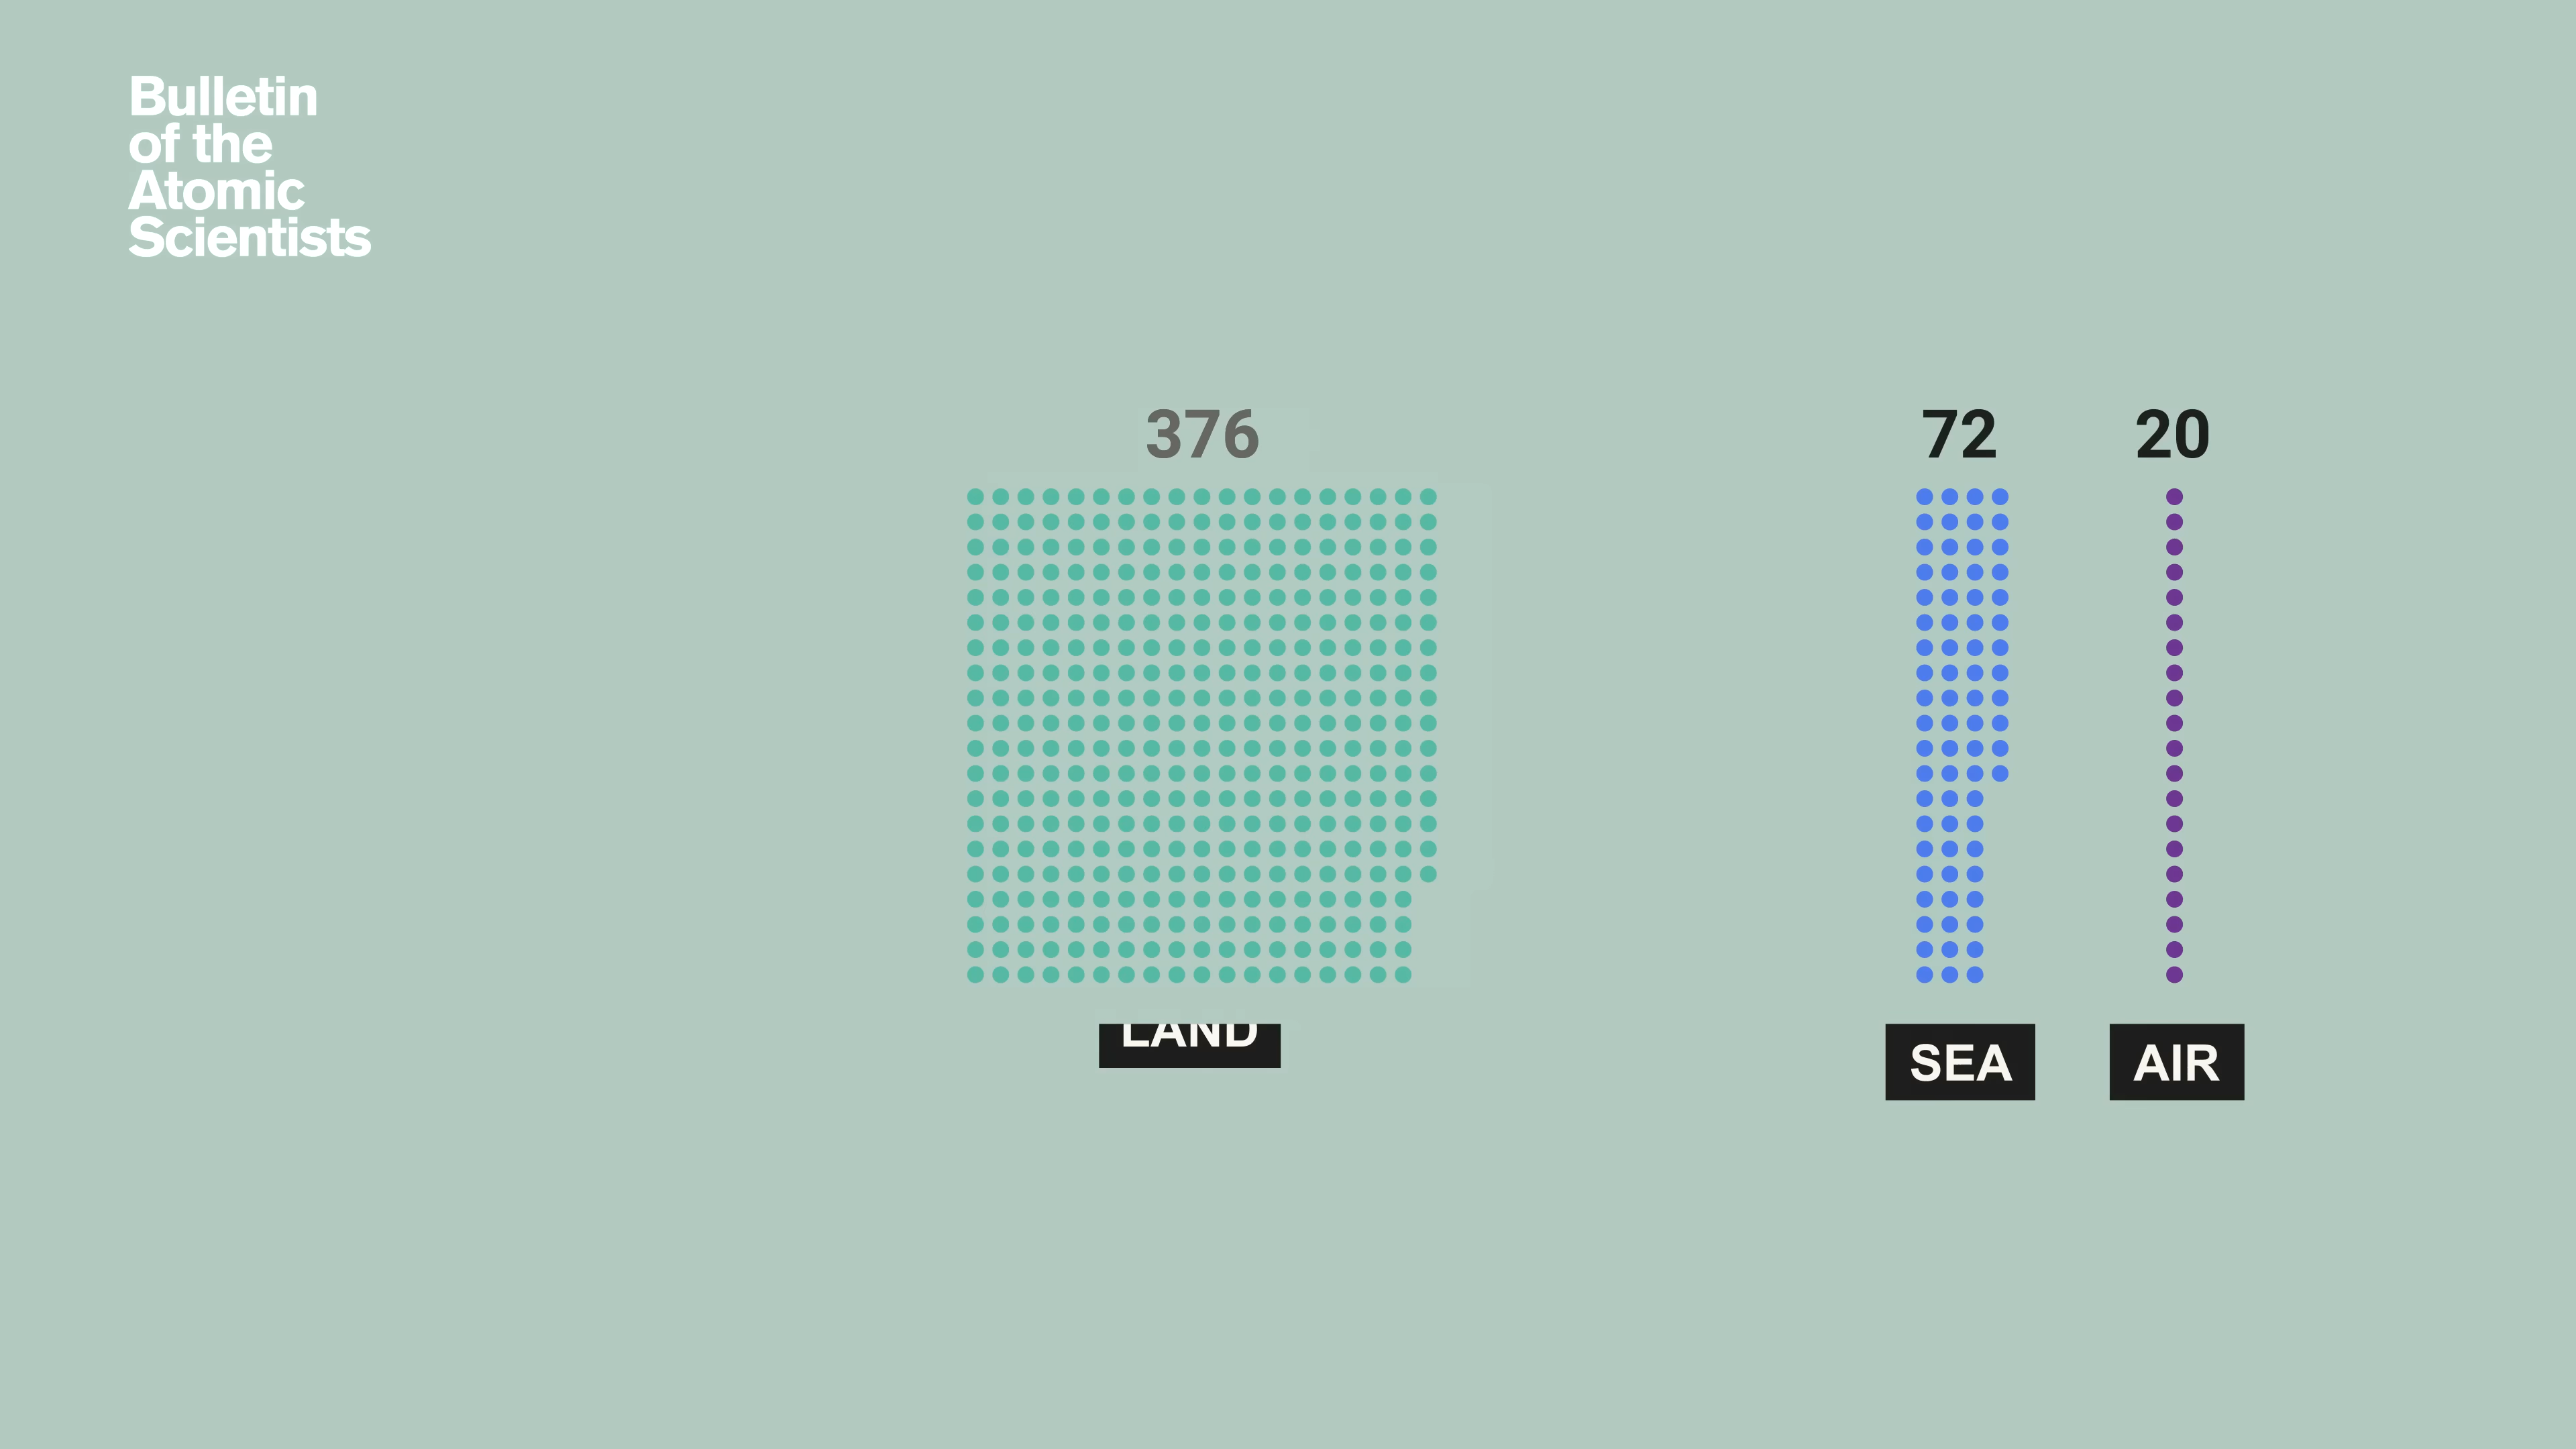 Bulletin
of the
Atomic
Scientists
376
72
20
LAND
SEA
AIR